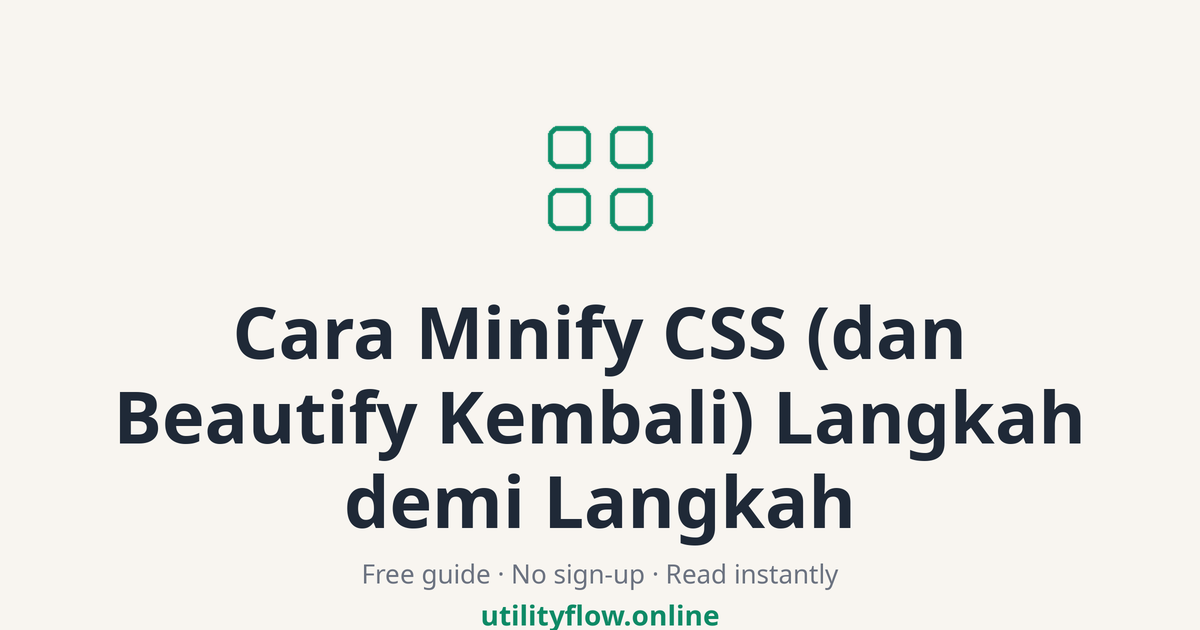 Cara Minify CSS (dan
Beautify Kembali) Langkah
demi Langkah
Free guide · No sign-up · Read instantly
utilityflow.online